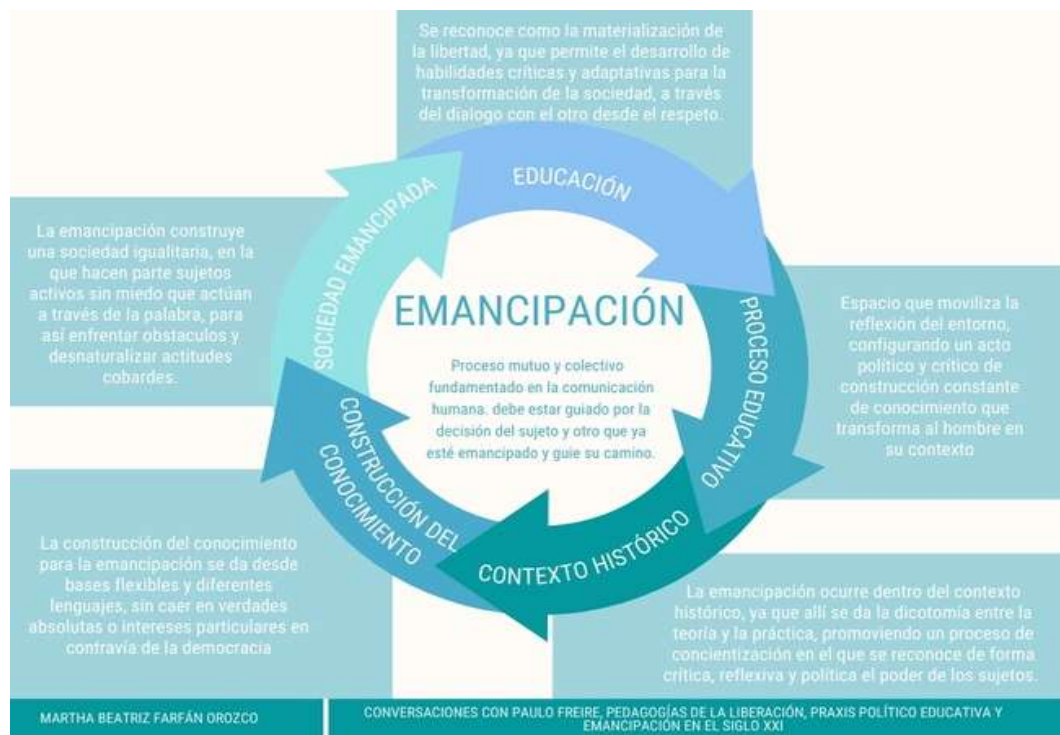 Se reconoce como la materialización de
la libertad, ya que permite el desarrollo de
habilidades críticas y adaptativas para la
transformación de la sociedad, a través
del dialogo con el otro desde el respeto.
EDUCACIÓN
PROCESO EDUCATIVO
Espacio que moviliza la
reflexión del entorno,
configurando un acto
político y crítico de
construcción constante
de conocimiento que
transforma al hombre en
su contexto
CONTEXTO HISTÓRICO
La emancipación ocurre dentro del contexto
histórico, ya que allí se da la dicotomía entre la
teoría y la práctica, promoviendo un proceso de
concientización en el que se reconoce de forma
crítica, reflexiva y política el poder de los sujetos.
CONSTRUCCIÓN DEL
CONOCIMIENTO
La construcción del conocimiento
para la emancipación se da desde
bases flexibles y diferentes
lenguajes, sin caer en verdades
absolutas o intereses particulares en
contravía de la democracia
SOCIEDAD EMANCIPADA
La emancipación construye
una sociedad igualitaria, en la
que hacen parte sujetos
activos sin miedo que actúan
a través de la palabra, para
así enfrentar obstaculos y
desnaturalizar actitudes
cobardes.
EMANCIPACIÓN
Proceso mutuo y colectivo
fundamentado en la comunicación
humana. debe estar guiado por la
decisión del sujeto y otro que ya
esté emancipado y guie su camino.
MARTHA BEATRIZ FARFÁN OROZCO
CONVERSACIONES CON PAULO FREIRE, PEDAGOGÍAS DE LA LIBERACIÓN, PRAXIS POLÍTICO EDUCATIVA Y
EMANCIPACIÓN EN EL SIGLO XXI